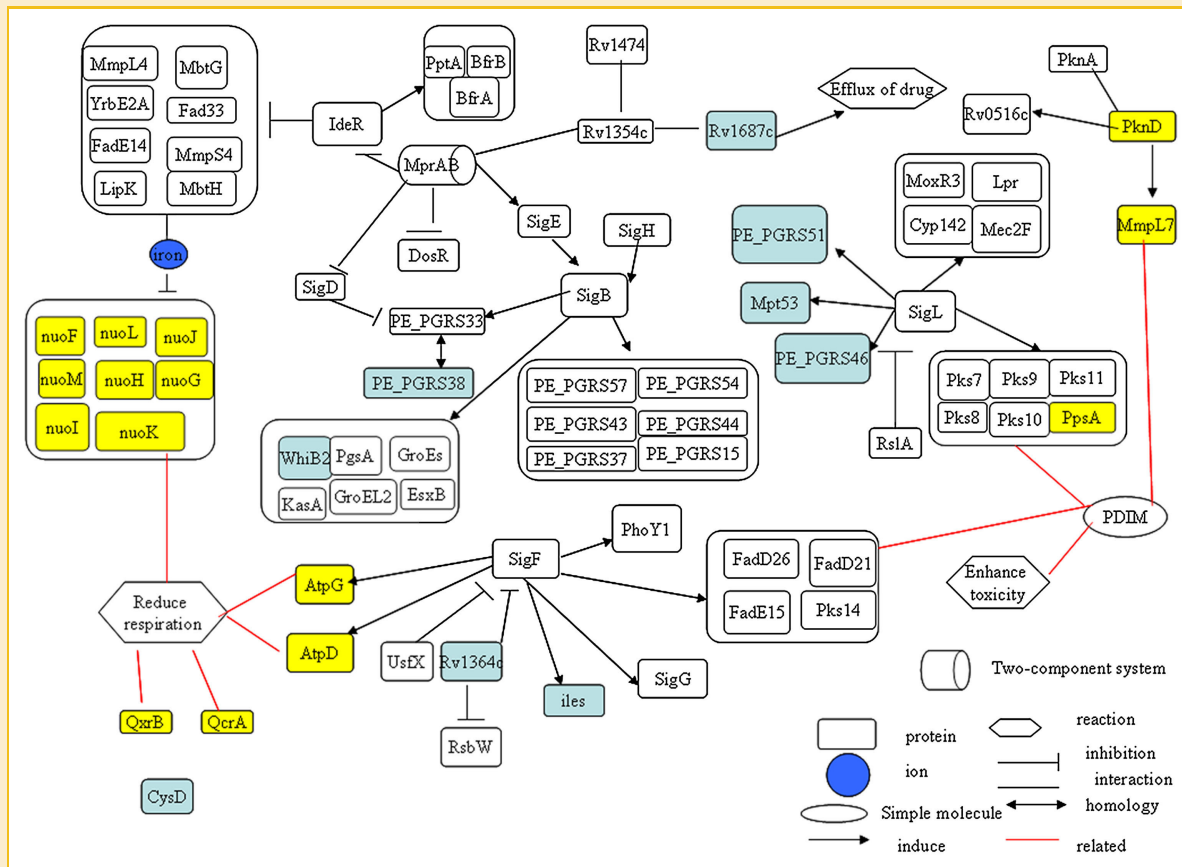 MmpL4
MbtG
YrbE2A
Fad33
FadE14
MmpS4
LipK
MbtH
IdeR
PptA
BfrB
BfrA
Rv1474
Rv1354c
Rv1687c
Efflux of drug
PknA
Rv0516c
PknD
MmpL7
MprAB
SigE
SigH
DosR
SigD
SigB
PE_PGRS33
PE_PGRS38
iron
nuoF
nuoL
nuoJ
nuoM
nuoH
nuoG
nuoI
nuoK
MoxR3
Lpr
Cyp142
Mec2F
PE_PGRS51
Mpt53
PE_PGRS46
SigL
RslA
Pks7
Pks9
Pks11
Pks8
Pks10
PpsA
PE_PGRS57
PE_PGRS54
PE_PGRS43
PE_PGRS44
PE_PGRS37
PE_PGRS15
WhiB2
PgsA
GroEs
KasA
GroEL2
EsxB
PDIM
Enhance
toxicity
SigF
PhoY1
FadD26
FadD21
FadE15
Pks14
AtpG
AtpD
Reduce
respiration
UsfX
Rv1364c
RsbW
iles
SigG
QxrB
QcrA
CysD
Two-component system
protein
reaction
ion
inhibition
interaction
Simple molecule
homology
induce
related